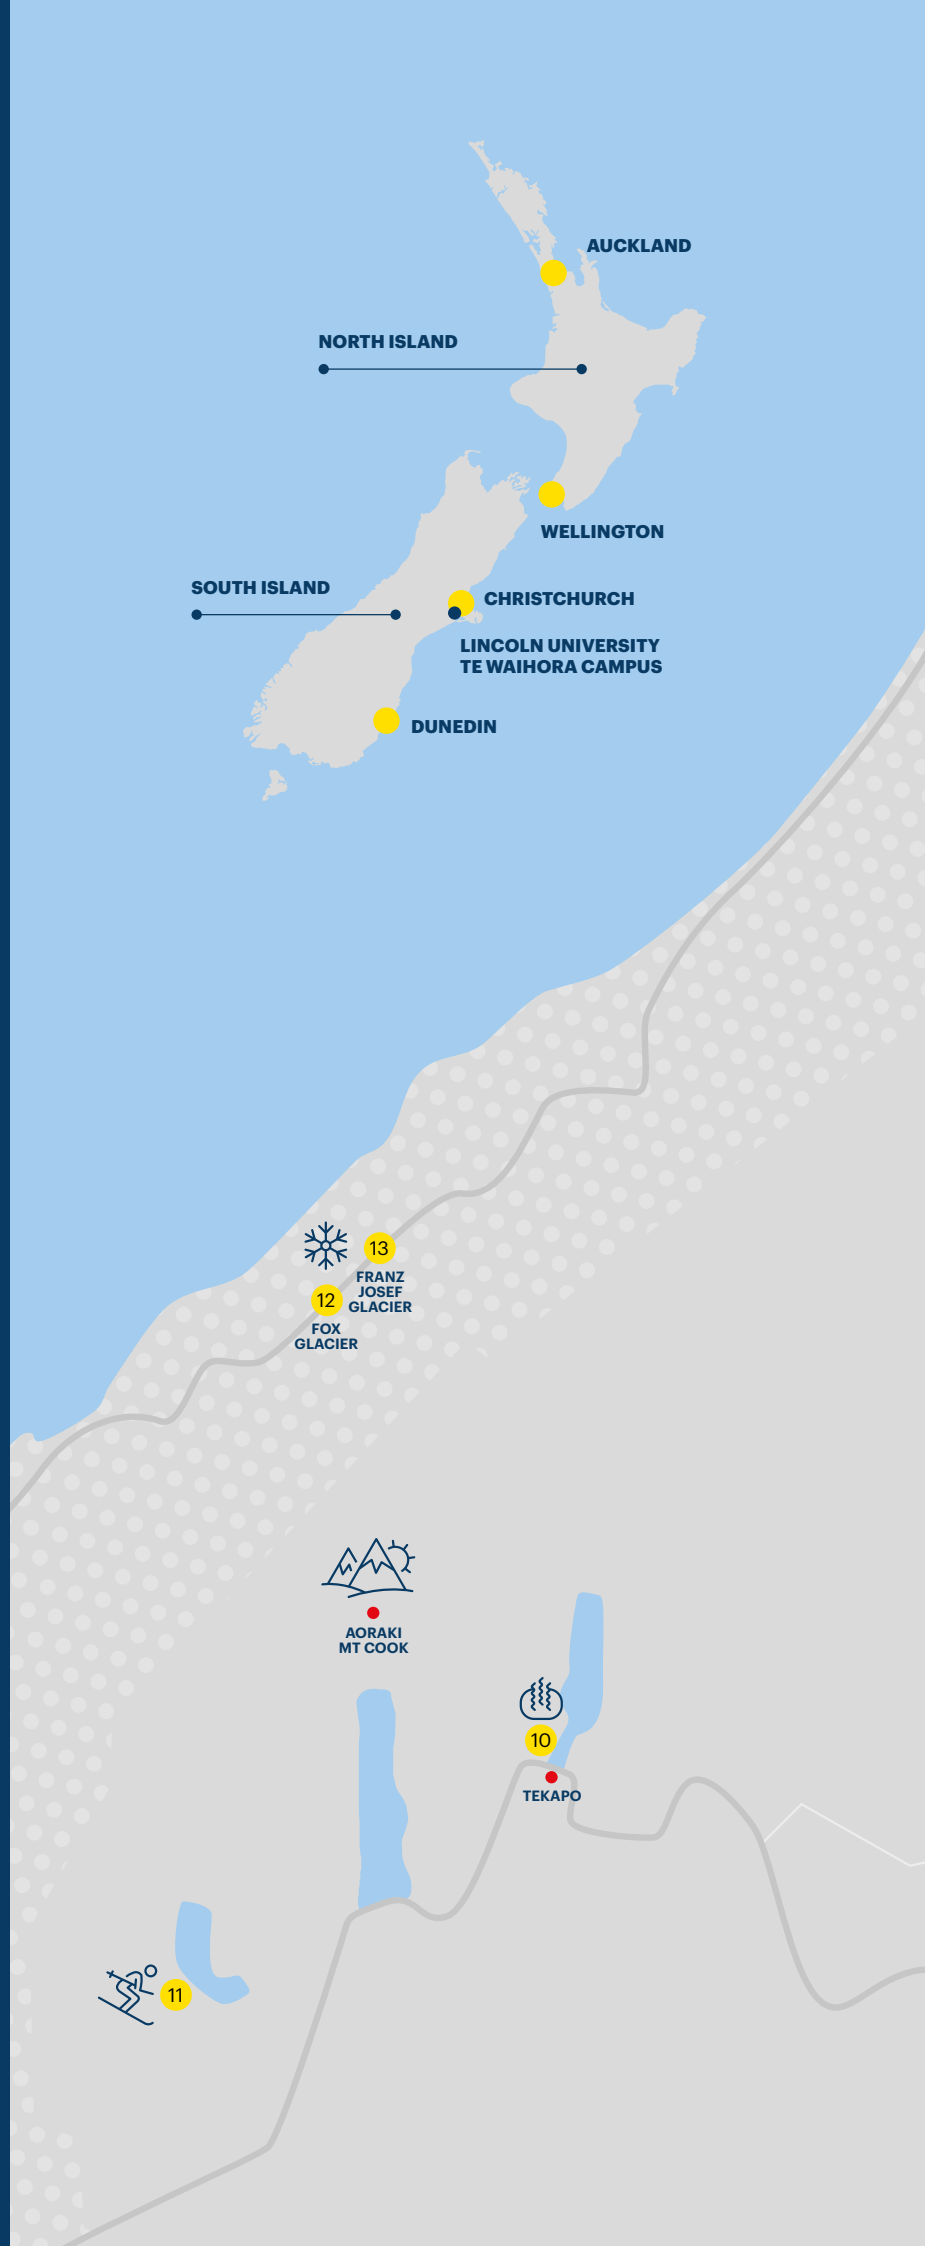 AUCKLAND
NORTH ISLAND
WELLINGTON
SOUTH ISLAND
CHRISTCHURCH
LINCOLN UNIVERSITY
TE WAIHORA CAMPUS
DUNEDIN
13
FRANZ
JOSEF
GLACIER
12
FOX
GLACIER
AORAKI
MT COOK
10
TEKAPO
11